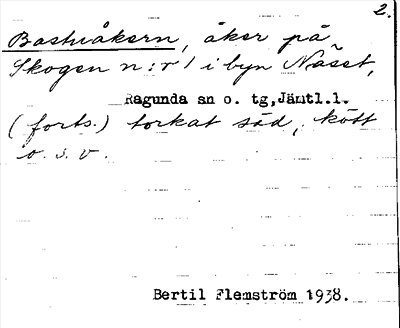 2.
Bastuåkern, åker på
Skogen n:r 1 i byn Näset,
Ragunda sn o. tg, Jämtl.l.
(forts.) torkat säd, kött
o. s. v.
Bertil Flemström 1938.